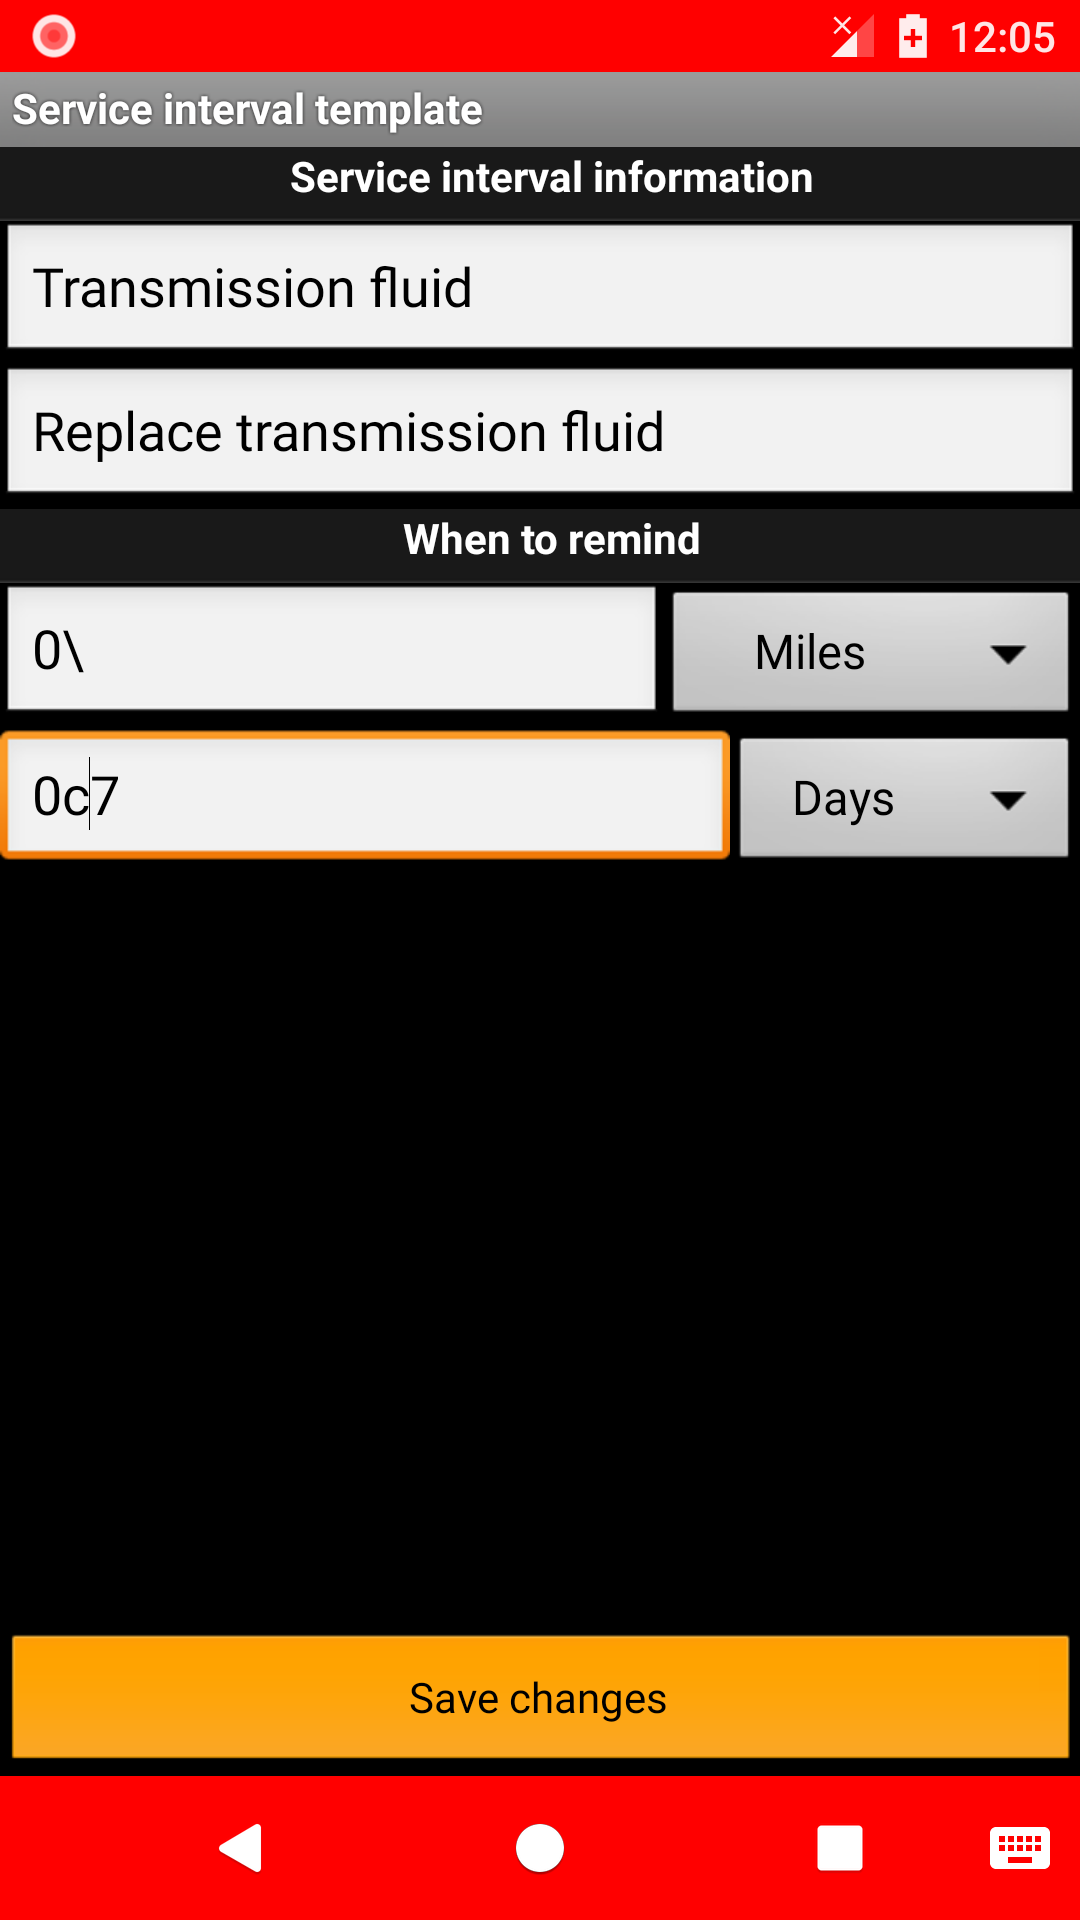 12:05
Service interval template
Service interval information
Transmission fluid
Replace transmission fluid
When to remind
0\
Miles
0c7
Days
Save changes